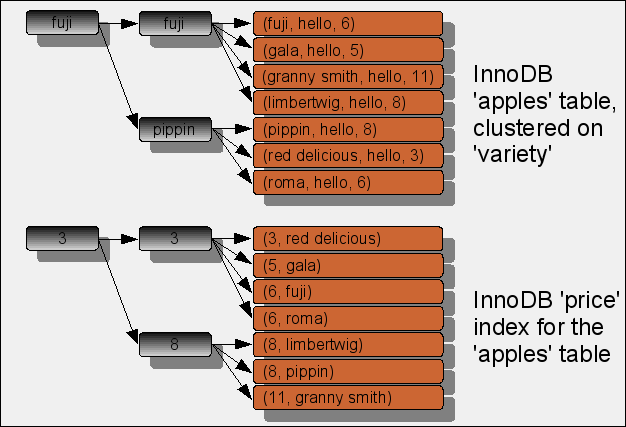 fuji
fuji
(fuji, hello, 6)
(gala, hello, 5)
(granny smith, hello, 11)
(limbertwig, hello, 8)
pippin
(pippin, hello, 8)
(red delicious, hello, 3)
(roma, hello, 6)
InnoDB
'apples' table,
clustered on
'variety'
3
3
(3, red delicious)
(5, gala)
(6, fuji)
(6, roma)
8
(8, limbertwig)
(8, pippin)
(11, granny smith)
InnoDB 'price'
index for the
'apples' table